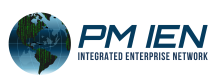 PM IEN
INTEGRATED ENTERPRISE NETWORK